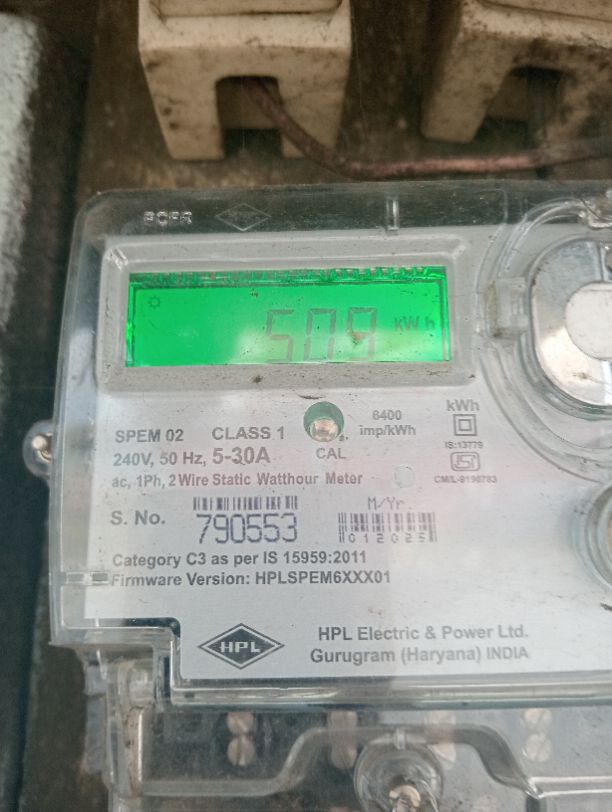 509 kWh
SPEM 02 CLASS 1
240V, 50 Hz, 5-30A
ac, 1Ph, 2 Wire Static Watthour Meter
CAL
6400
imp/kWh
kWh
IS:13779
S. No. 790553
M/Yr.
012025
Category C3 as per IS 15959:2011
Firmware Version: HPLSPEM6XXX01
HPL
HPL Electric & Power Ltd.
Gurugram (Haryana) INDIA